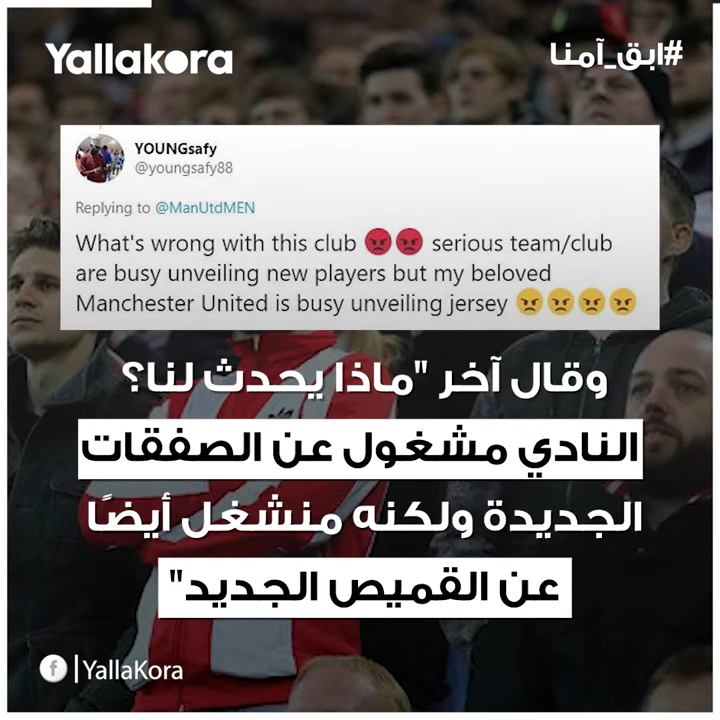 Yallakora
#ابق_آمنا
YOUNGsafy
@youngsafy88
Replying to @ManUtdMEN
What's wrong with this club 😡😡 serious team/club
are busy unveiling new players but my beloved
Manchester United is busy unveiling jersey 😠😠😠😠
وقال آخر "ماذا يحدث لنا؟
النادي مشغول عن الصفقات
الجديدة ولكنه منشغل أيضًا
عن القميص الجديد"
f | YallaKora